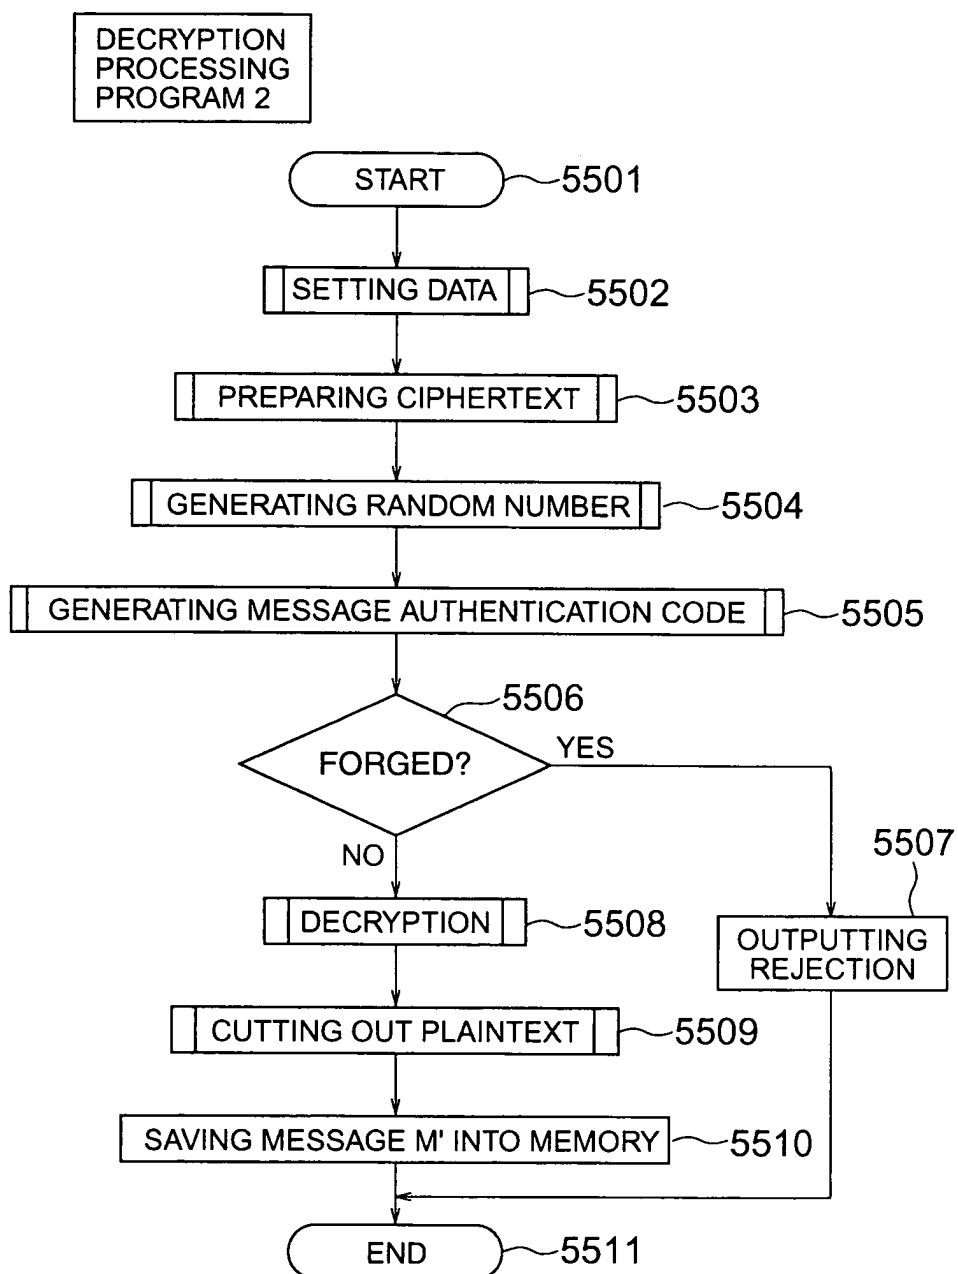 DECRYPTION
PROCESSING
PROGRAM 2
START
5501
SETTING DATA
5502
PREPARING CIPHERTEXT
5503
GENERATING RANDOM NUMBER
5504
GENERATING MESSAGE AUTHENTICATION CODE
5505
5506
FORGED?
YES
NO
5507
DECRYPTION
5508
OUTPUTTING
REJECTION
CUTTING OUT PLAINTEXT
5509
SAVING MESSAGE M' INTO MEMORY
5510
END
5511